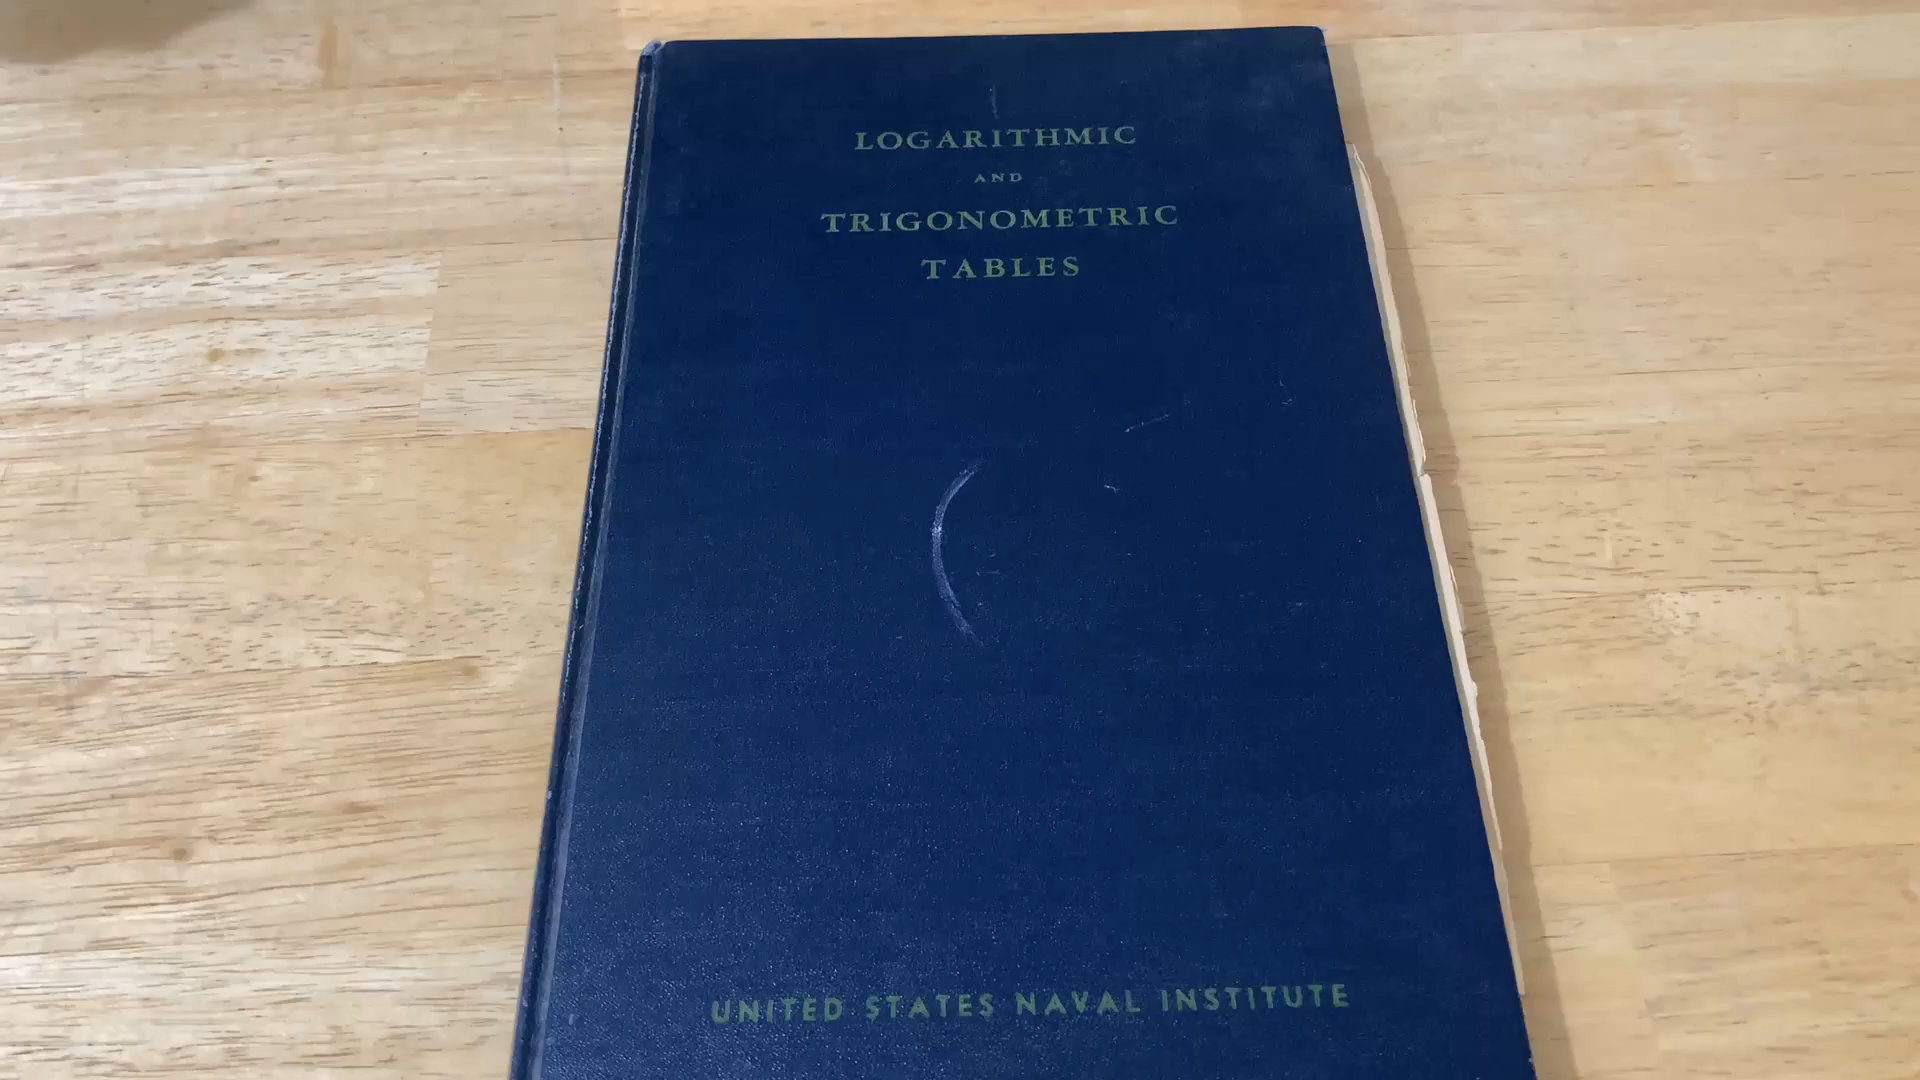 LOGARITHMIC
AND
TRIGONOMETRIC
TABLES
UNITED STATES NAVAL INSTITUTE